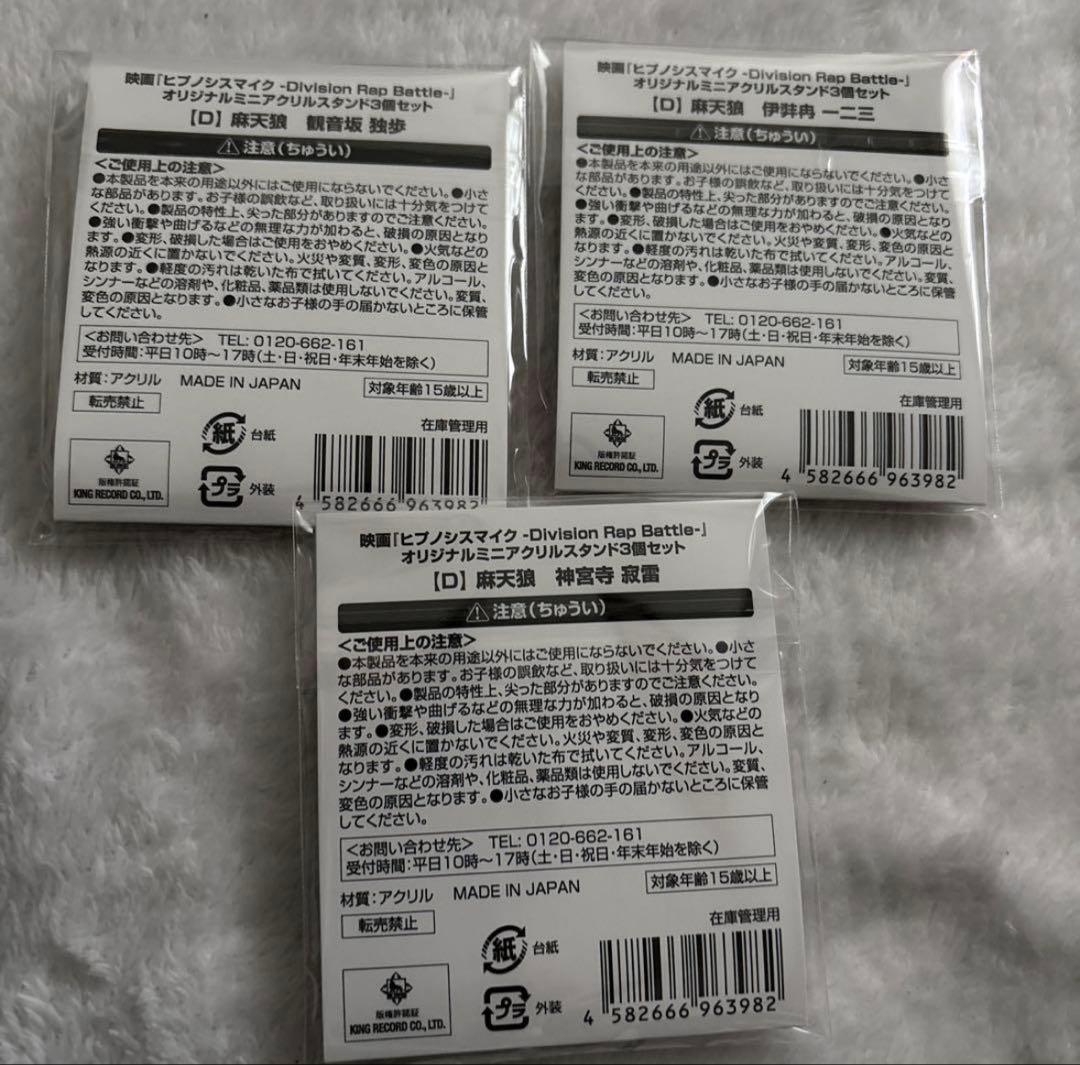 映画『ヒプノシスマイク -Division Rap Battle-』
オリジナルミニアクリルスタンド3個セット
【D】麻天狼 観音坂 独歩
⚠注意(ちゅうい)
<ご使用上の注意>
●本製品を本来の用途以外にはご使用にならないでください。●小さ
な部品があります。お子様の誤飲など、取り扱いには十分気をつけて
ください。●製品の特性上、尖った部分がありますのでご注意ください。
●強い衝撃や曲げるなどの無理な力が加わると、破損の原因となり
ます。●変形、破損した場合はご使用をおやめください。●火気などの
熱源の近くに置かないでください。火災や変質、変形、変色の原因と
なります。●軽度の汚れは乾いた布で拭いてください。アルコール、
シンナーなどの溶剤や、化粧品、薬品類は使用しないでください。変質、
変色の原因となります。●小さなお子様の手の届かないところに保管
してください。
<お問い合わせ先> TEL: 0120-662-161
受付時間:平日10時〜17時(土・日・祝日・年末年始を除く)
材質:アクリル MADE IN JAPAN
対象年齢15歳以上
転売禁止
在庫管理用
紙 台紙
プラ 外装
版権許諾証
KING RECORD CO., LTD.
4 582666 963982
映画『ヒプノシスマイク -Division Rap Battle-』
オリジナルミニアクリルスタンド3個セット
【D】麻天狼 伊弉冉 一二三
⚠注意(ちゅうい)
<ご使用上の注意>
●本製品を本来の用途以外にはご使用にならないでください。●小さ
な部品があります。お子様の誤飲など、取り扱いには十分気をつけて
ください。●製品の特性上、尖った部分がありますのでご注意ください。
●強い衝撃や曲げるなどの無理な力が加わると、破損の原因となり
ます。●変形、破損した場合はご使用をおやめください。●火気などの
熱源の近くに置かないでください。火災や変質、変形、変色の原因と
なります。●軽度の汚れは乾いた布で拭いてください。アルコール、
シンナーなどの溶剤や、化粧品、薬品類は使用しないでください。変質、
変色の原因となります。●小さなお子様の手の届かないところに保管
してください。
<お問い合わせ先> TEL: 0120-662-161
受付時間:平日10時〜17時(土・日・祝日・年末年始を除く)
材質:アクリル MADE IN JAPAN
対象年齢15歳以上
転売禁止
在庫管理用
紙 台紙
プラ 外装
版権許諾証
KING RECORD CO., LTD.
4 582666 963982
映画『ヒプノシスマイク -Division Rap Battle-』
オリジナルミニアクリルスタンド3個セット
【D】麻天狼 神宮寺 寂雷
⚠注意(ちゅうい)
<ご使用上の注意>
●本製品を本来の用途以外にはご使用にならないでください。●小さ
な部品があります。お子様の誤飲など、取り扱いには十分気をつけて
ください。●製品の特性上、尖った部分がありますのでご注意ください。
●強い衝撃や曲げるなどの無理な力が加わると、破損の原因となり
ます。●変形、破損した場合はご使用をおやめください。●火気などの
熱源の近くに置かないでください。火災や変質、変形、変色の原因と
なります。●軽度の汚れは乾いた布で拭いてください。アルコール、
シンナーなどの溶剤や、化粧品、薬品類は使用しないでください。変質、
変色の原因となります。●小さなお子様の手の届かないところに保管
してください。
<お問い合わせ先> TEL: 0120-662-161
受付時間:平日10時〜17時(土・日・祝日・年末年始を除く)
材質:アクリル MADE IN JAPAN
対象年齢15歳以上
転売禁止
在庫管理用
紙 台紙
プラ 外装
版権許諾証
KING RECORD CO., LTD.
4 582666 963982